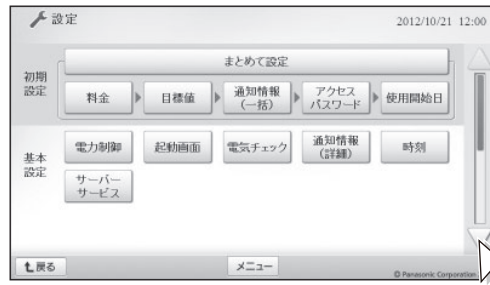 設定
2012/10/21 12:00
まとめて設定
初期
設定
料金
目標値
通知情報
(一括)
アクセス
パスワード
使用開始日
基本
設定
電力制御
起動画面
電気チェック
通知情報
(詳細)
時刻
サーバー
サービス
戻る
メニュー
© Panasonic Corporation